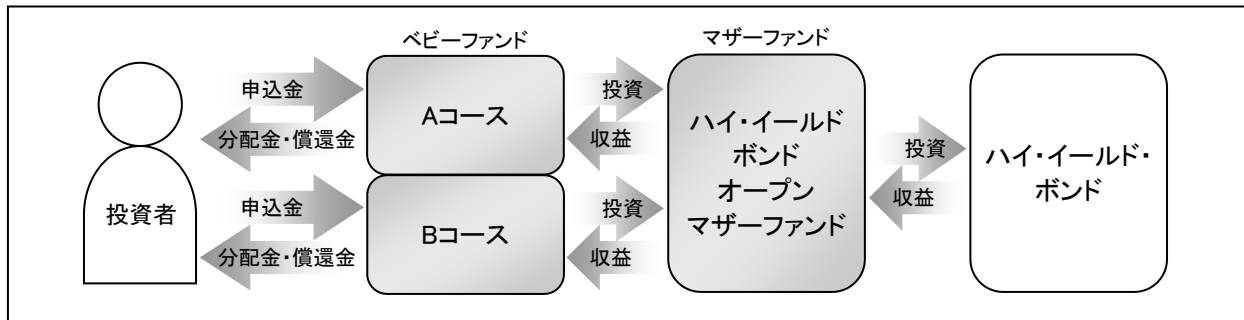 ベビーファンド
マザーファンド
申込金
分配金・償還金
Aコース
投資
収益
投資者
申込金
分配金・償還金
Bコース
投資
収益
ハイ・イールド
ボンド
オープン
マザーファンド
投資
収益
ハイ・イールド・
ボンド